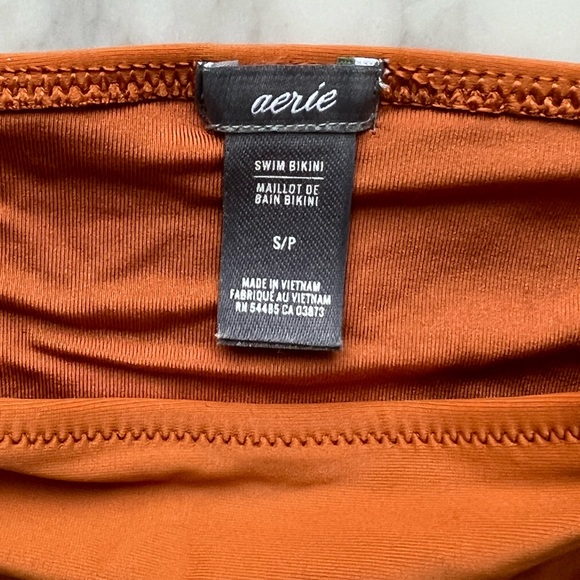 aerie
SWIM BIKINI
MAILLOT DE
BAIN BIKINI
S/P
MADE IN VIETNAM
FABRIQUÉ AU VIETNAM
RN 54485 CA 03873